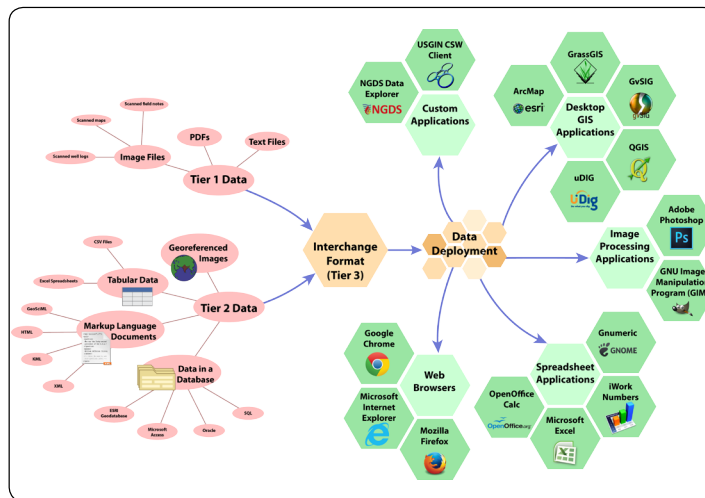 Scanned field notes
Scanned maps
Scanned well logs
Image Files
PDFs
Text Files
Tier 1 Data
Georeferenced
Images
CSV Files
Excel Spreadsheets
Tabular Data
Tier 2 Data
GeoSciML
HTML
KML
XML
Markup Language
Documents
Data in a
Database
ESRI
Geodatabase
Microsoft
Access
Oracle
SQL
Interchange
Format
(Tier 3)
Data
Deployment
USGIN CSW
Client
NGDS Data
Explorer
NGDS
Custom
Applications
GrassGIS
ArcMap
esri
GvSIG
gvSIG
Desktop
GIS
Applications
QGIS
uDIG
uDig
Adobe
Photoshop
Ps
Image
Processing
Applications
GNU Image
Manipulation
Program (GIM
Google
Chrome
Web
Browsers
Microsoft
Internet
Explorer
Mozilla
Firefox
Gnumeric
GNOME
Spreadsheet
Applications
iWork
Numbers
OpenOffice
Calc
OpenOffice.org
Microsoft
Excel